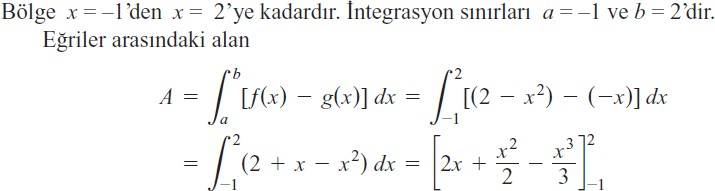 Bölge x = −1’den x = 2’ye kadardır. İntegrasyon sınırları a = −1 ve b = 2’dir.
Eğriler arasındaki alan
A = ∫_a^b [f(x) − g(x)] dx = ∫_{−1}^2 [(2 − x²) − (−x)] dx
= ∫_{−1}^2 (2 + x − x²) dx = [2x + x²/2 − x³/3]_{−1}^2